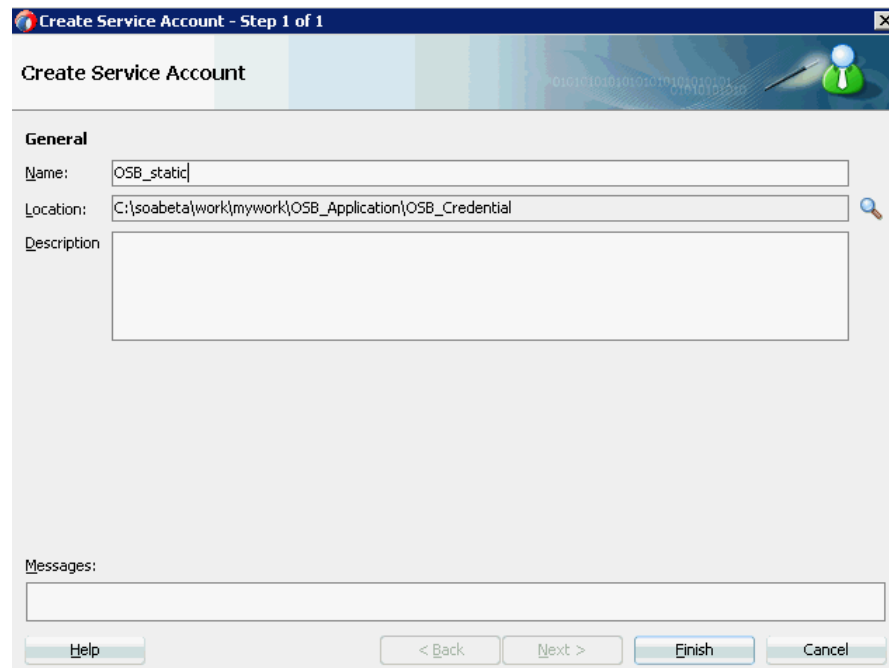 Create Service Account - Step 1 of 1
Create Service Account
General
Name: OSB_static
Location: C:\soabeta\work\mywork\OSB_Application\OSB_Credential
Description
Messages:
Help < Back Next > Finish Cancel